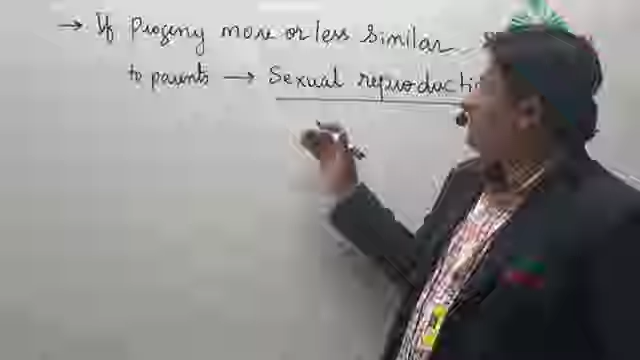 → If Progeny more or less Similar
to parents → Sexual reproducti